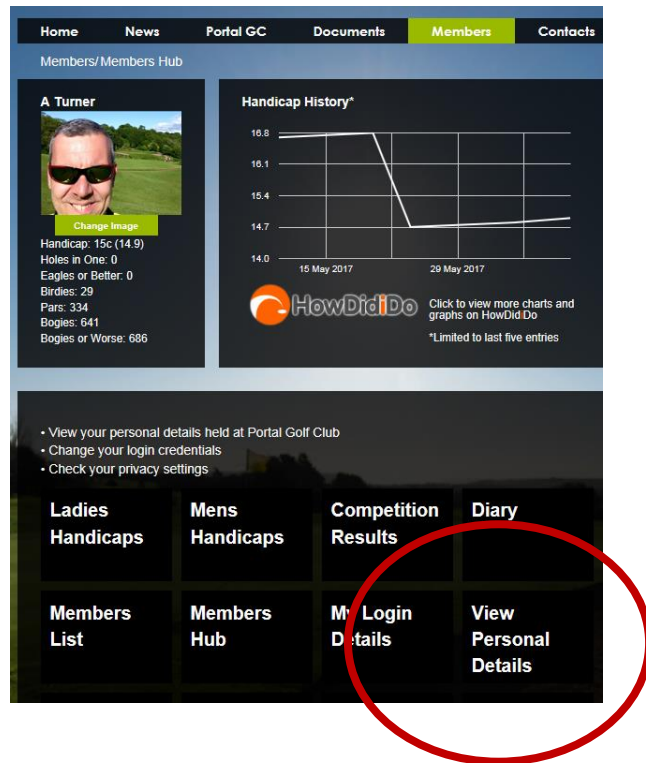 Home News Portal GC Documents Members Contacts
Members/Members Hub
A Turner
Change Image
Handicap: 15c (14.9)
Holes in One: 0
Eagles or Better: 0
Birdies: 29
Pars: 334
Bogies: 641
Bogies or Worse: 686
Handicap History*
16.8
16.1
15.4
14.7
14.0
15 May 2017 29 May 2017
HowDidiDo
Click to view more charts and
graphs on HowDidiDo
*Limited to last five entries
• View your personal details held at Portal Golf Club
• Change your login credentials
• Check your privacy settings
Ladies
Handicaps
Mens
Handicaps
Competition
Results
Diary
Members
List
Members
Hub
My Login
Details
View
Personal
Details